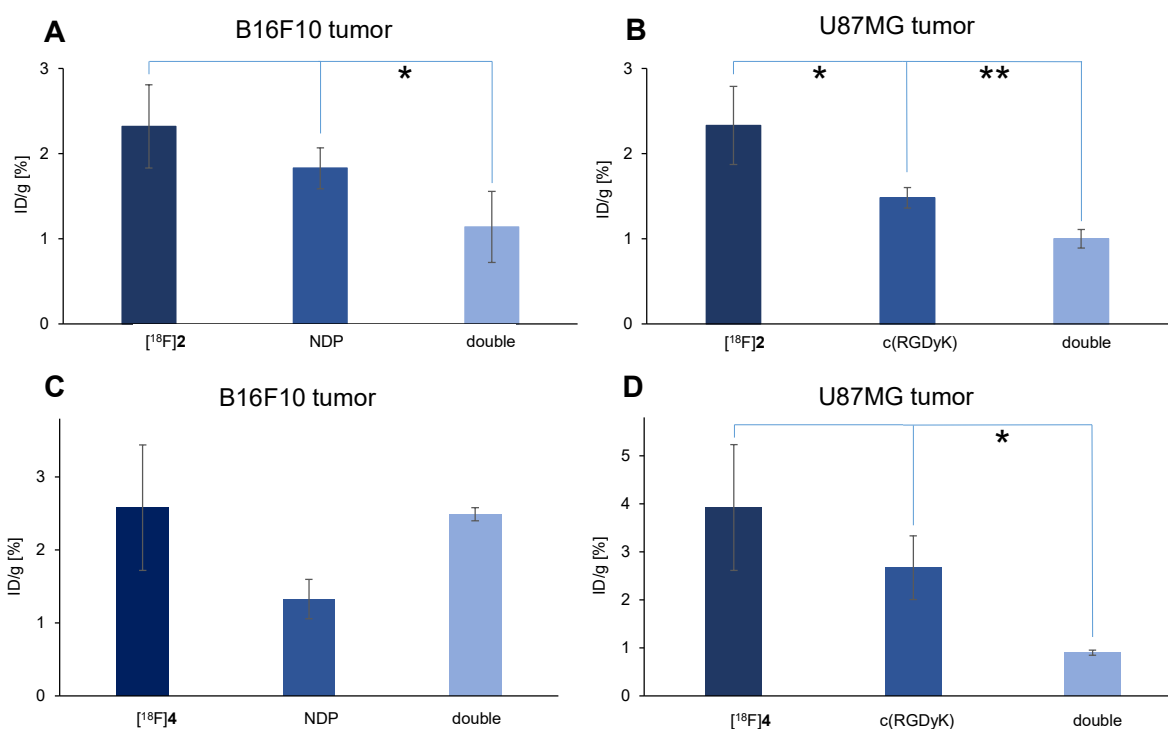 A
B16F10 tumor
*
3
2
1
0
ID/g [%]
[¹⁸F]2
NDP
double
B
U87MG tumor
*
**
3
2
1
0
ID/g [%]
[¹⁸F]2
c(RGDyK)
double
C
B16F10 tumor
3
2
1
0
ID/g [%]
[¹⁸F]4
NDP
double
D
U87MG tumor
*
5
4
3
2
1
0
ID/g [%]
[¹⁸F]4
c(RGDyK)
double